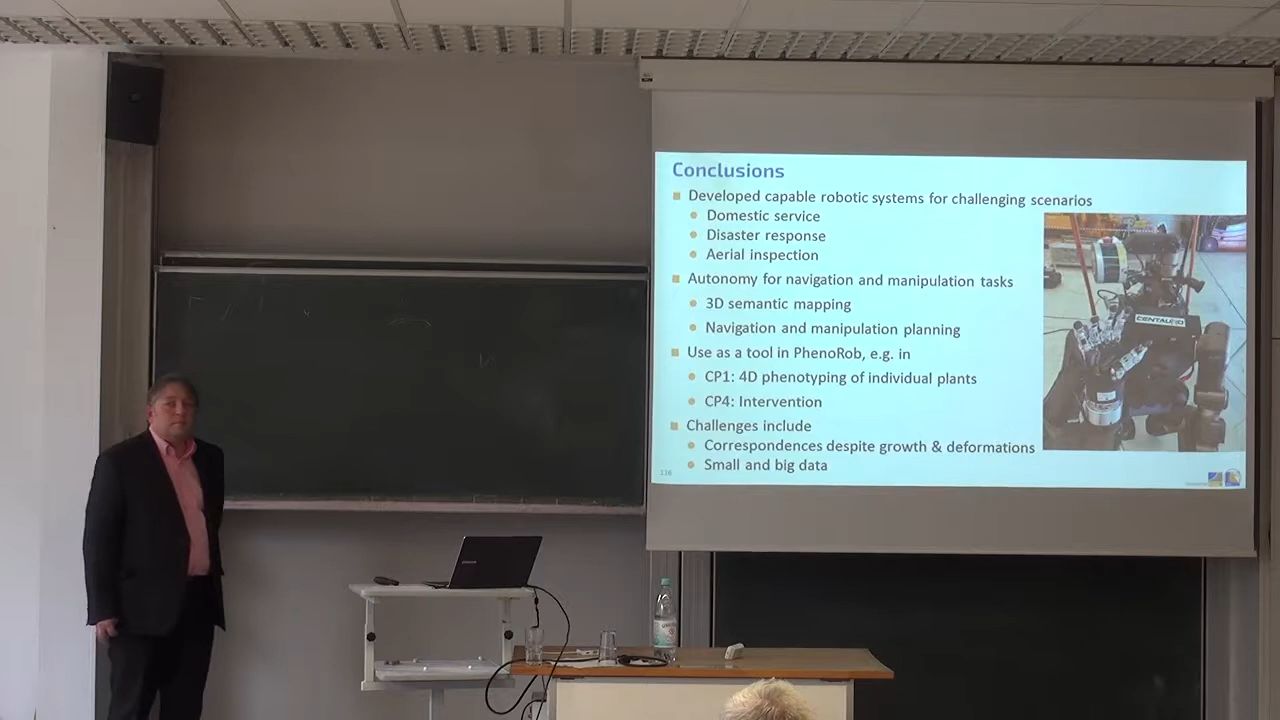 Conclusions
Developed capable robotic systems for challenging scenarios
Domestic service
Disaster response
Aerial inspection
Autonomy for navigation and manipulation tasks
3D semantic mapping
Navigation and manipulation planning
Use as a tool in PhenoRob, e.g. in
CP1: 4D phenotyping of individual plants
CP4: Intervention
Challenges include
Correspondences despite growth & deformations
Small and big data
CENTAURO